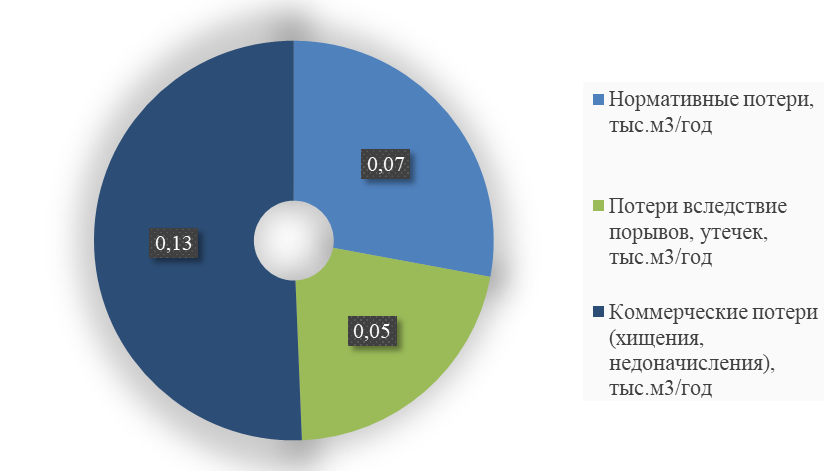 0,07
0,13
0,05
Нормативные потери,
тыс.м3/год
Потери вследствие
порывов, утечек,
тыс.м3/год
Коммерческие потери
(хищения,
недоначисления),
тыс.м3/год